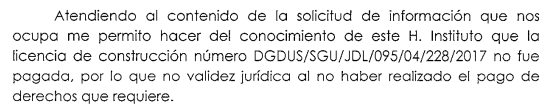 Atendiendo al contenido de la solicitud de información que nos
ocupa me permito hacer del conocimiento de este H. Instituto que la
licencia de construcción número DGDUS/SGU/JDL/095/04/228/2017 no fue
pagada, por lo que no validez jurídica al no haber realizado el pago de
derechos que requiere.